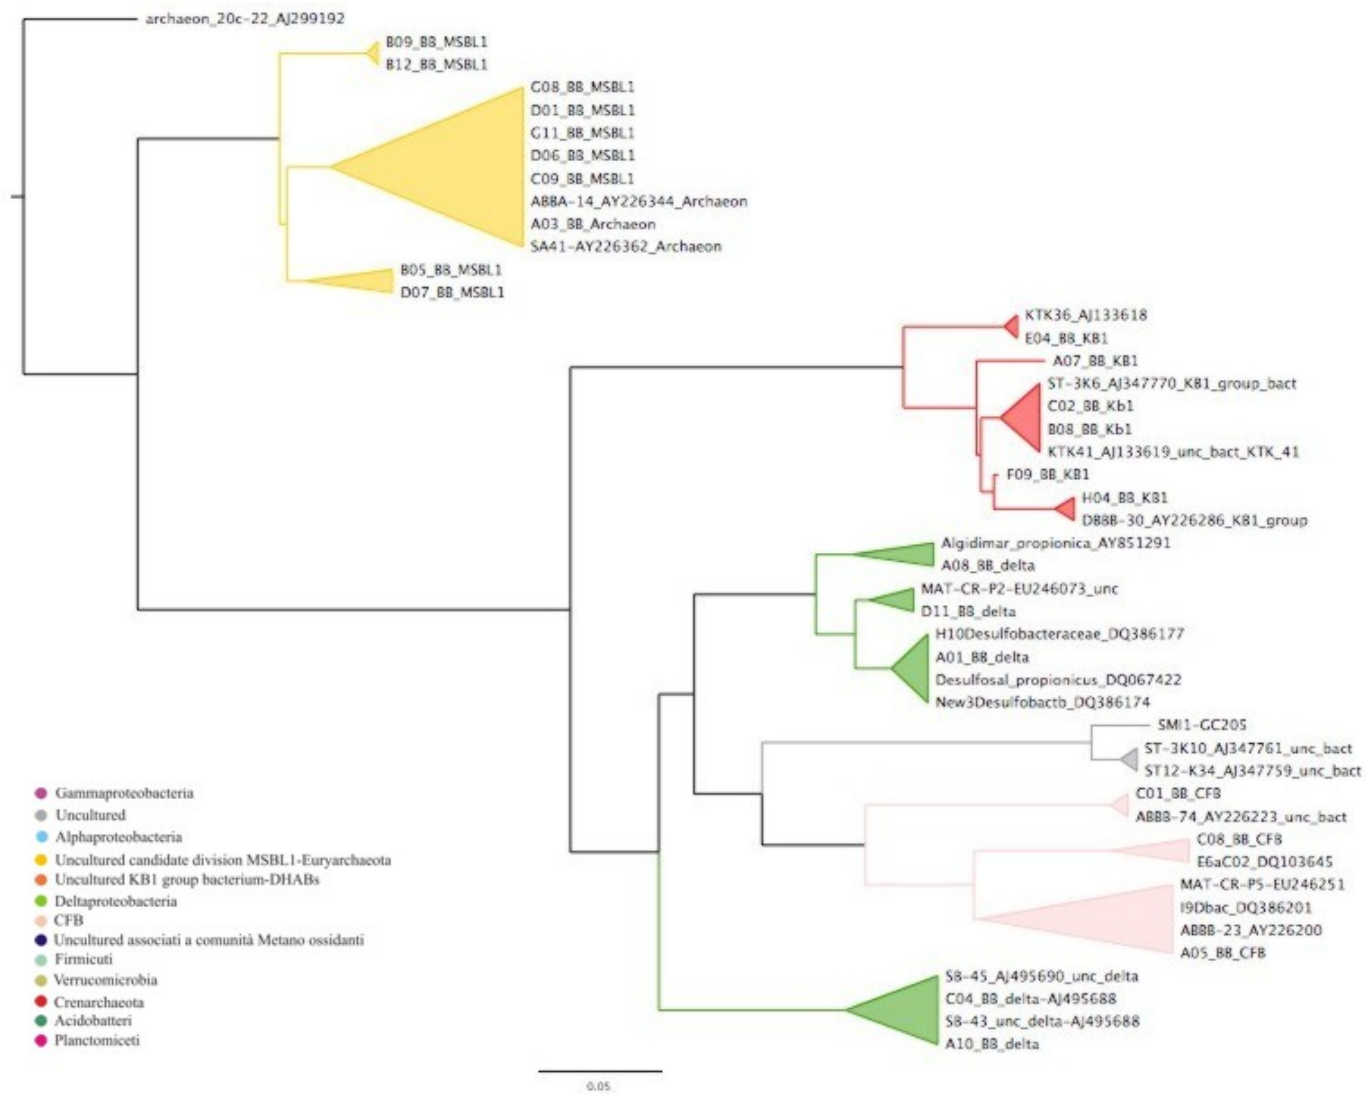 archaeon_20c-22_AJ299192
B09_BB_MSBL1
B12_BB_MSBL1
G08_BB_MSBL1
D01_BB_MSBL1
G11_BB_MSBL1
D06_BB_MSBL1
C09_BB_MSBL1
ABBA-14_AY226344_Archaeon
A03_BB_Archaeon
SA41-AY226362_Archaeon
B05_BB_MSBL1
D07_BB_MSBL1
KTK36_AJ133618
E04_BB_KB1
A07_BB_KB1
ST-3K6_AJ347770_KB1_group_bact
C02_BB_Kb1
B08_BB_Kb1
KTK41_AJ133619_unc_bact_KTK_41
F09_BB_KB1
H04_BB_KB1
DBBB-30_AY226286_KB1_group
Algidimar_propionica_AY851291
A08_BB_delta
MAT-CR-P2-EU246073_unc
D11_BB_delta
H10Desulfobacteraceae_DQ386177
A01_BB_delta
Desulfosal_propionicus_DQ067422
New3Desulfobactb_DQ386174
SMI1-GC205
ST-3K10_AJ347761_unc_bact
ST12-K34_AJ347759_unc_bact
C01_BB_CFB
ABBB-74_AY226223_unc_bact
C08_BB_CFB
E6aC02_DQ103645
MAT-CR-P5-EU246251
I9Dbac_DQ386201
ABBB-23_AY226200
A05_BB_CFB
SB-45_AJ495690_unc_delta
C04_BB_delta-AJ495688
SB-43_unc_delta-AJ495688
A10_BB_delta
Gammaproteobacteria
Uncultured
Alphaproteobacteria
Uncultured candidate division MSBL1-Euryarchaeota
Uncultured KB1 group bacterium-DHABs
Deltaproteobacteria
CFB
Uncultured associati a comunità Metano ossidanti
Firmicuti
Verrucomicrobia
Crenarchaeota
Acidobatteri
Planctomiceti
0.05